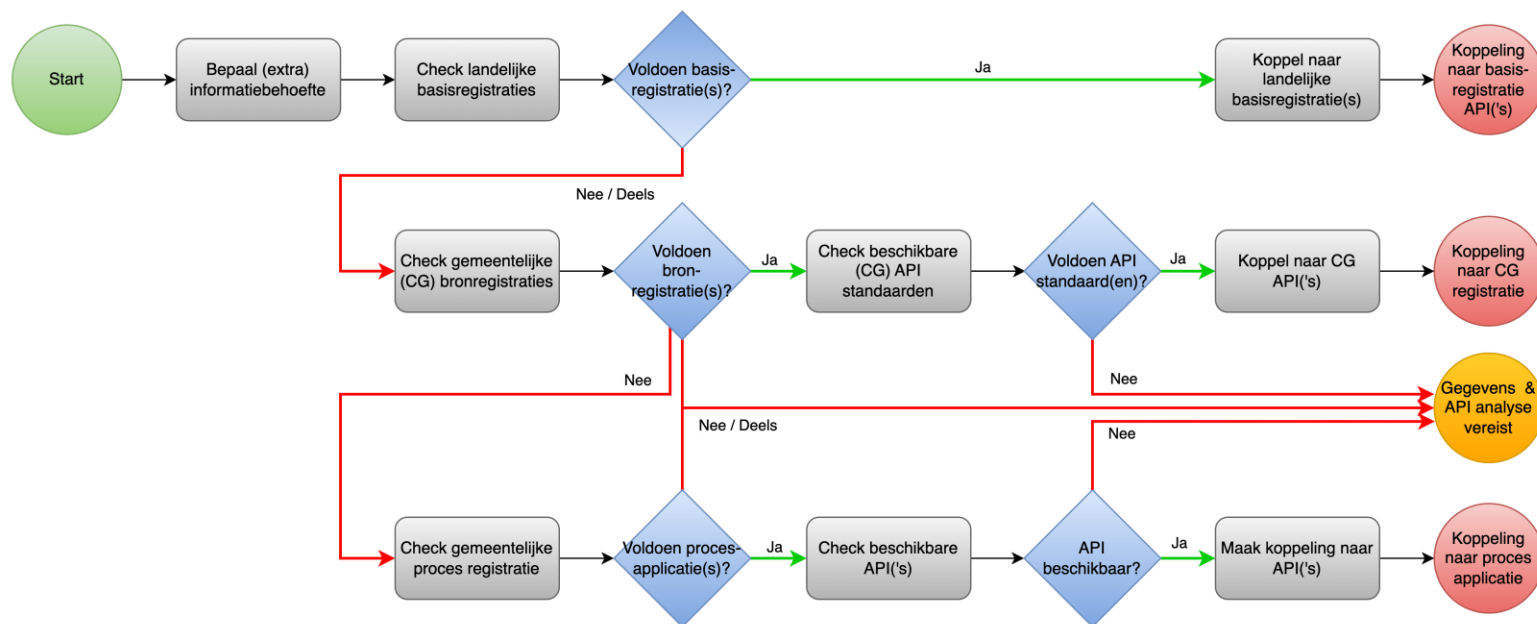 Start
Bepaal (extra)
informatiebehoefte
Check landelijke
basisregistraties
Voldoen basis-
registratie(s)?
Ja
Koppel naar
landelijke
basisregistratie(s)
Koppeling
naar basis-
registratie
API('s)
Nee / Deels
Check gemeentelijke
(CG) bronregistraties
Voldoen
bron-
registratie(s)?
Ja
Check beschikbare
(CG) API
standaarden
Voldoen API
standaard(en)?
Ja
Koppel naar CG
API('s)
Koppeling
naar CG
registratie
Nee
Nee
Gegevens &
API analyse
vereist
Nee / Deels
Nee
Check gemeentelijke
proces registratie
Voldoen proces-
applicatie(s)?
Ja
Check beschikbare
API('s)
API
beschikbaar?
Ja
Maak koppeling naar
API('s)
Koppeling
naar proces
applicatie